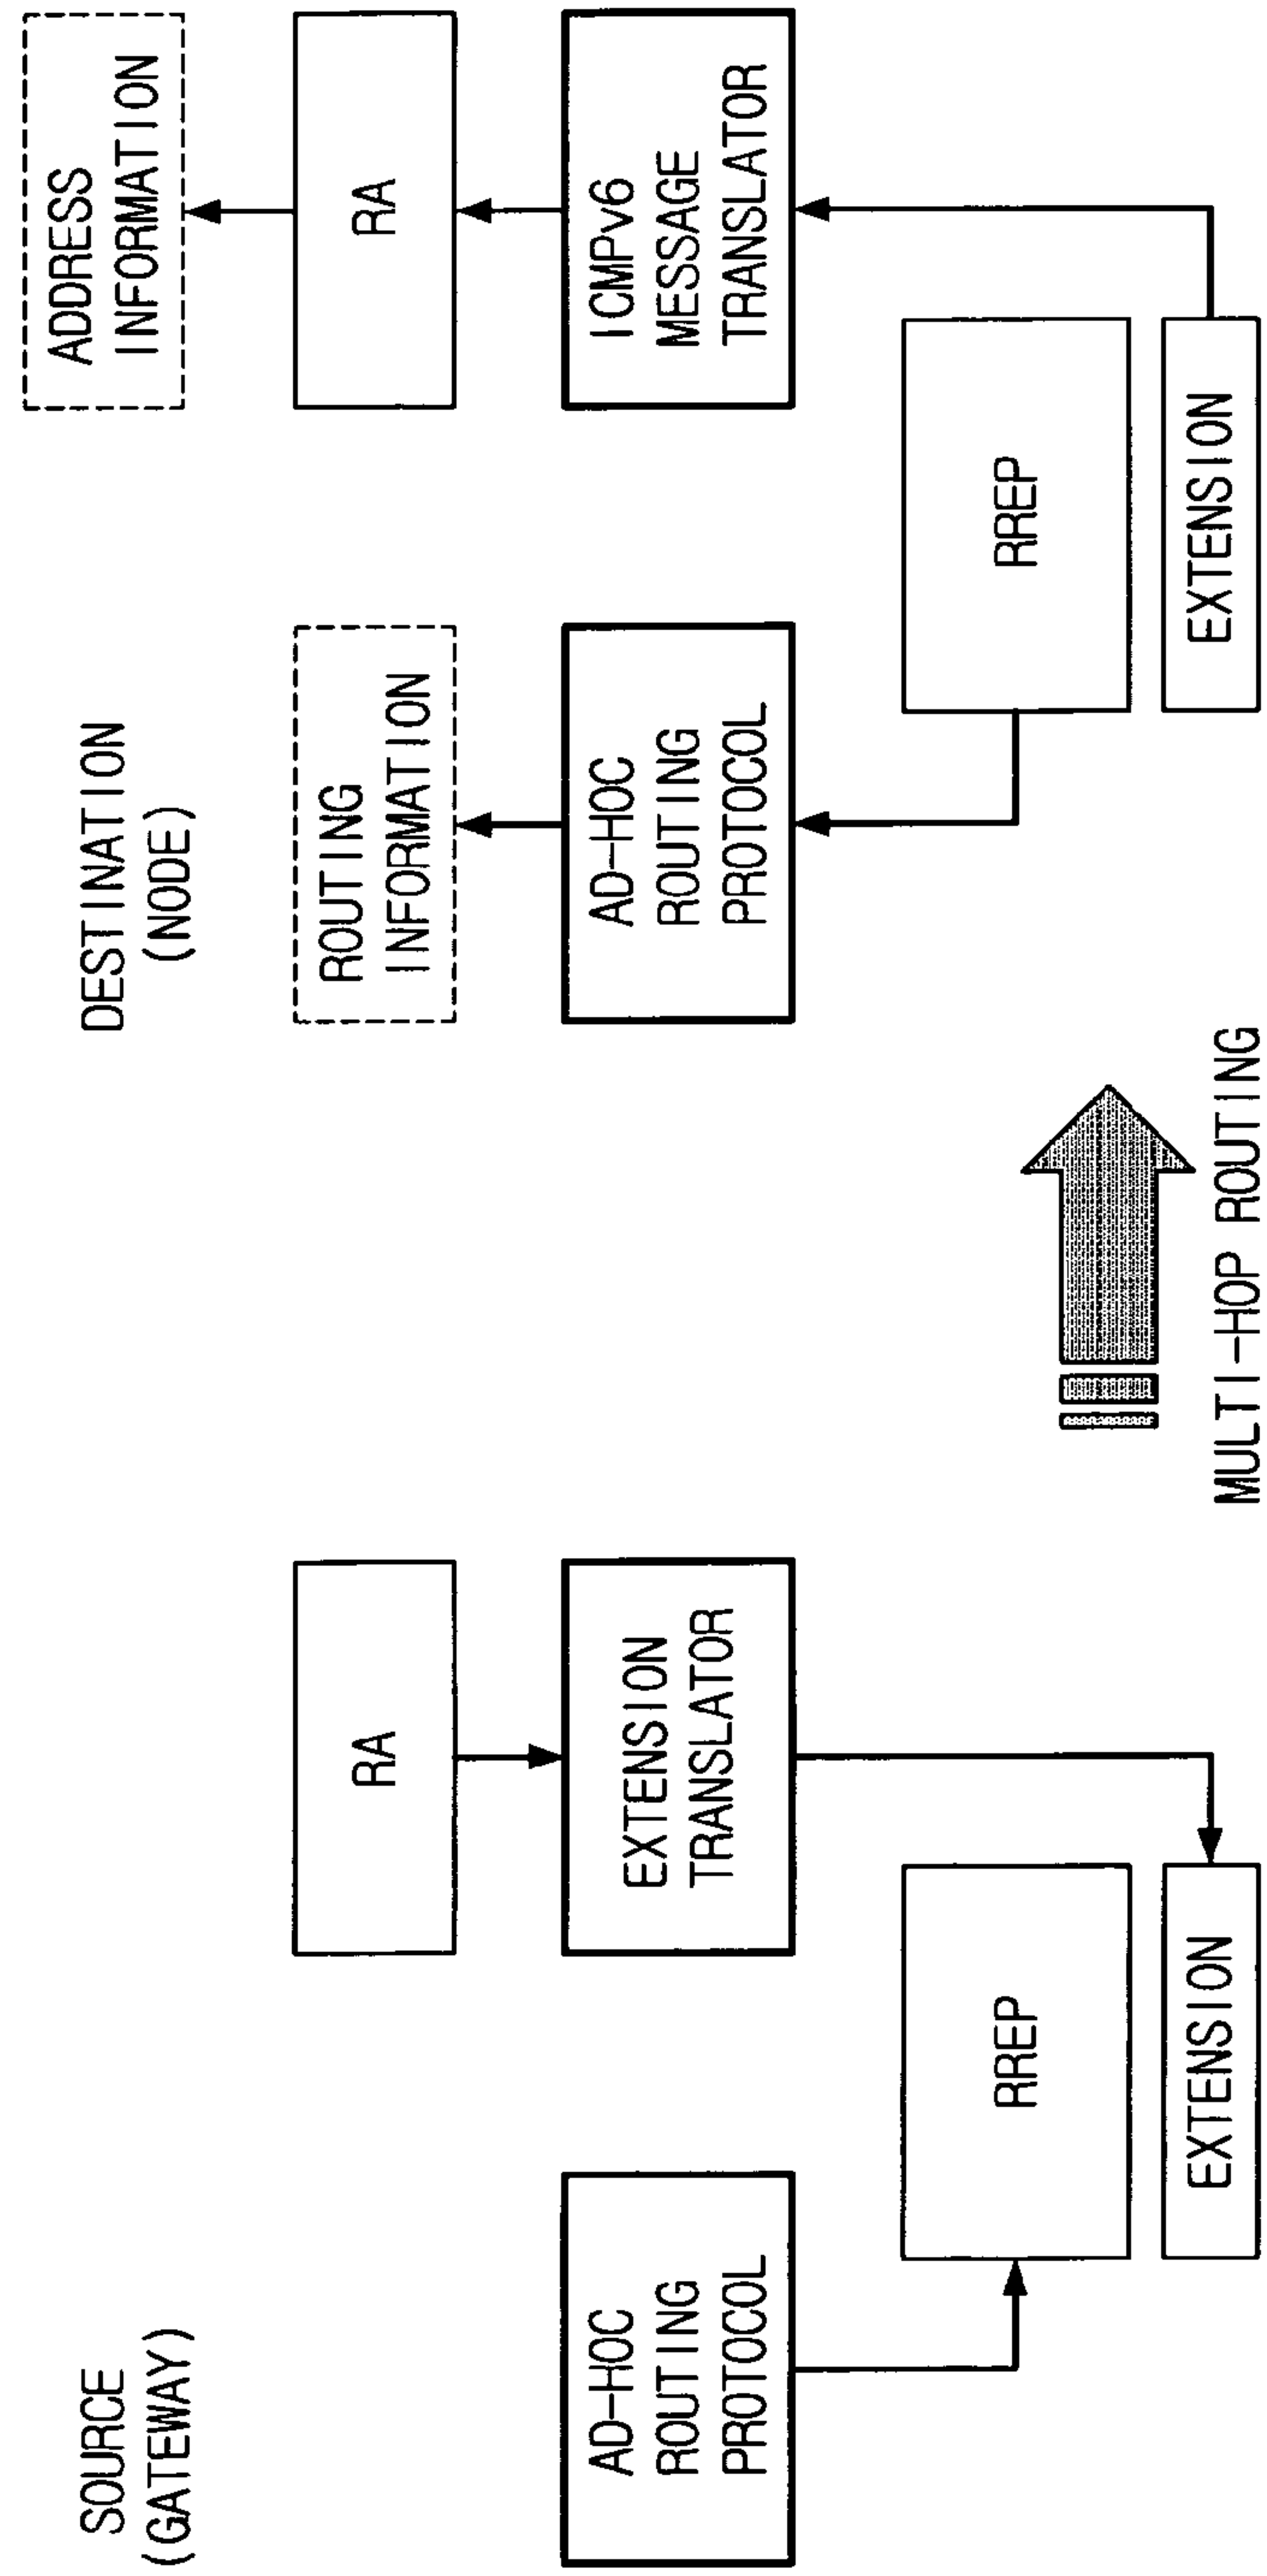 SOURCE
(GATEWAY)
RA
AD-HOC
ROUTING
PROTOCOL
EXTENSION
TRANSLATOR
RREP
EXTENSION
MULTI-HOP ROUTING
DESTINATION
(NODE)
ADDRESS
INFORMATION
ROUTING
INFORMATION
RA
AD-HOC
ROUTING
PROTOCOL
ICMPv6
MESSAGE
TRANSLATOR
RREP
EXTENSION